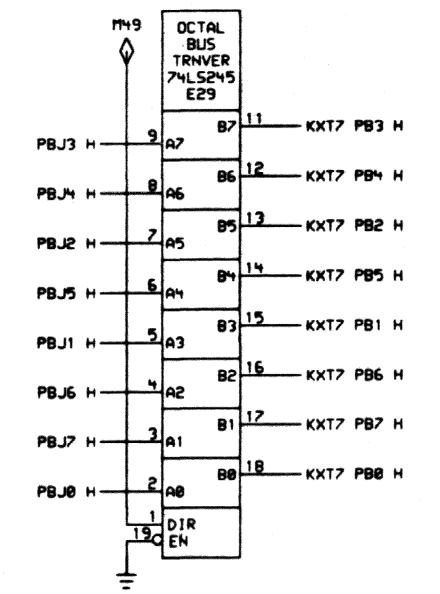 M49
OCTAL
BUS
TRNVER
74LS245
E29
PBJ3 H 9 A7 B7 11 KXT7 PB3 H
PBJ4 H 8 A6 B6 12 KXT7 PB4 H
PBJ2 H 7 A5 B5 13 KXT7 PB2 H
PBJ5 H 6 A4 B4 14 KXT7 PB5 H
PBJ1 H 5 A3 B3 15 KXT7 PB1 H
PBJ6 H 4 A2 B2 16 KXT7 PB6 H
PBJ7 H 3 A1 B1 17 KXT7 PB7 H
PBJ0 H 2 A0 B0 18 KXT7 PB0 H
1 DIR
19 EN